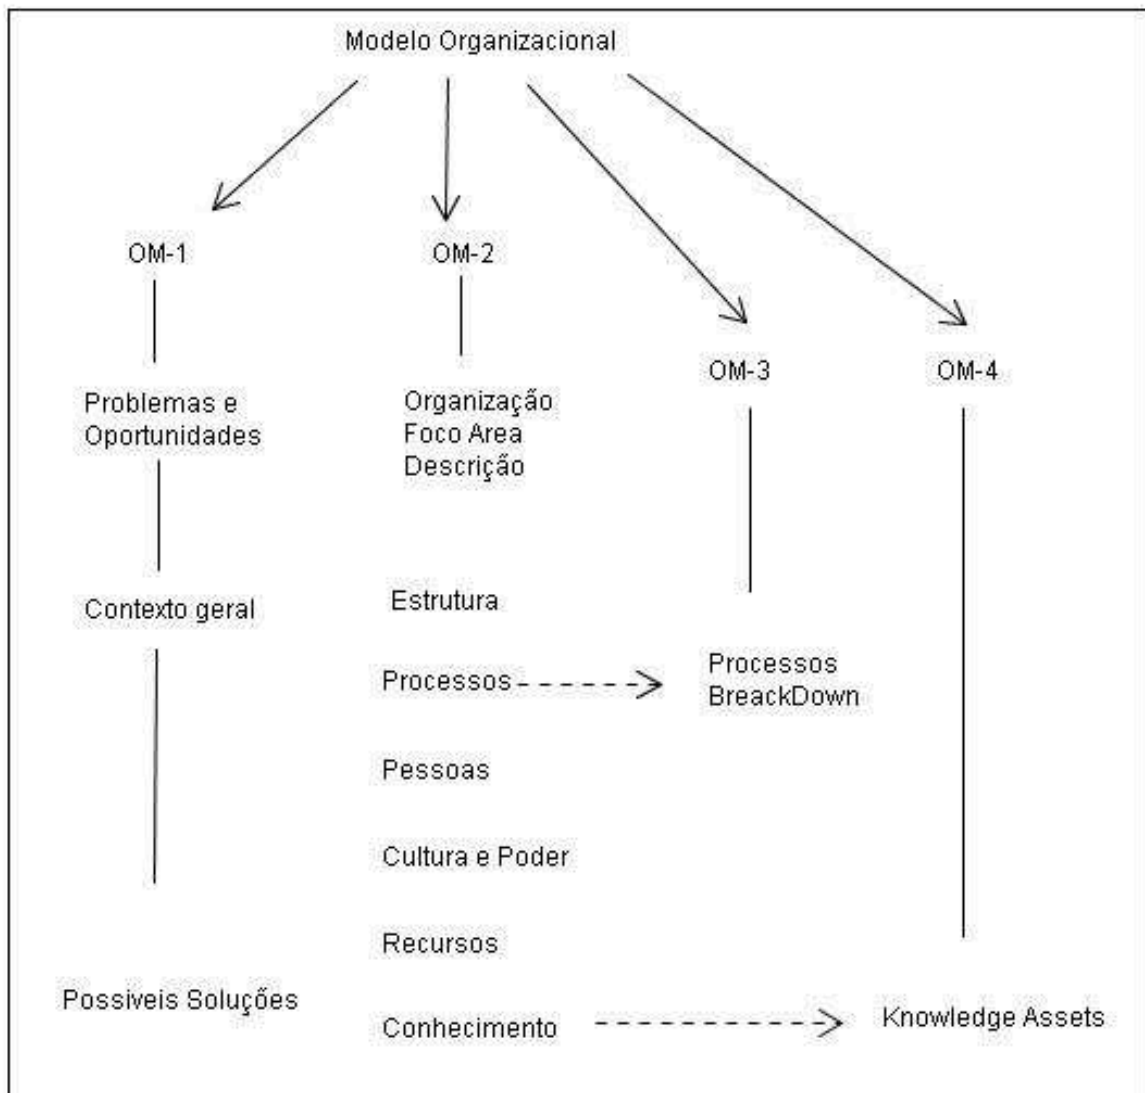 Modelo Organizacional
OM-1
OM-2
OM-3
OM-4
Problemas e
Oportunidades
Organização
Foco Area
Descrição
Contexto geral
Estrutura
Processos
Processos
BreackDown
Pessoas
Cultura e Poder
Recursos
Possiveis Soluções
Conhecimento
Knowledge Assets